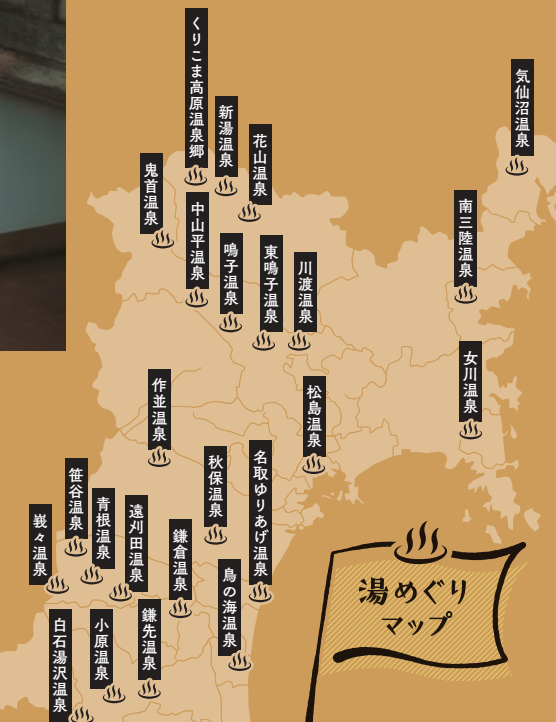 くりこま高原温泉郷
新湯温泉
花山温泉
鬼首温泉
中山平温泉
鳴子温泉
東鳴子温泉
川渡温泉
気仙沼温泉
南三陸温泉
女川温泉
作並温泉
松島温泉
秋保温泉
名取ゆりあげ温泉
笹谷温泉
青根温泉
遠刈田温泉
峩々温泉
鎌倉温泉
鳥の海温泉
鎌先温泉
小原温泉
白石湯沢温泉
湯めぐり
マップ